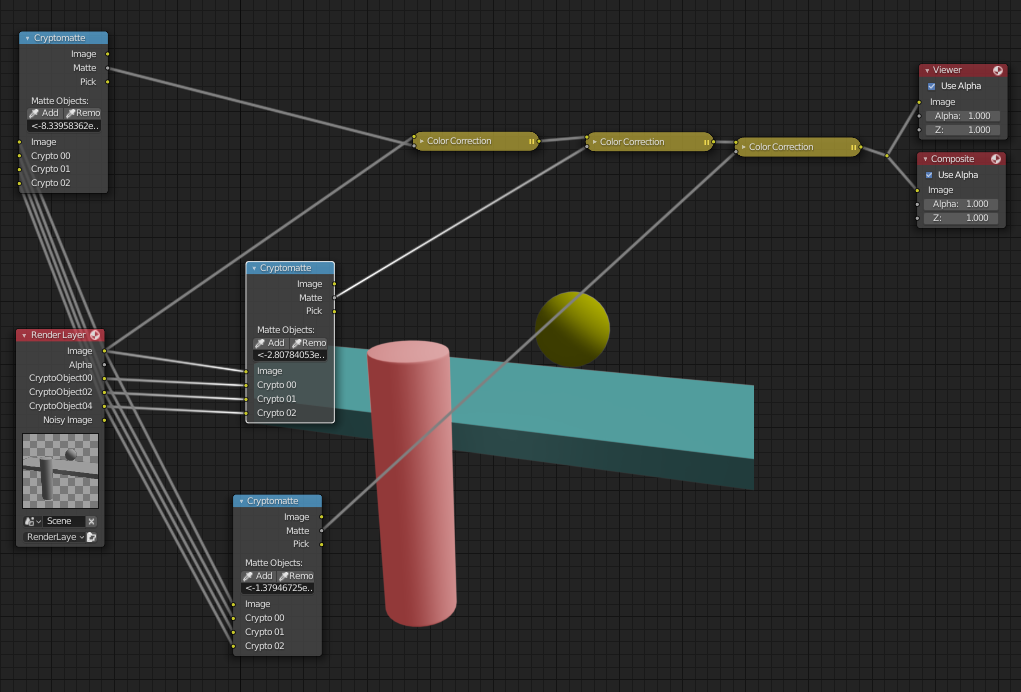 Cryptomatte
Image
Matte
Pick
Matte Objects:
Add Remo
<-8.33958362e..
Image
Crypto 00
Crypto 01
Crypto 02
Color Correction
Color Correction
Color Correction
Viewer
Use Alpha
Image
Alpha: 1.000
Z: 1.000
Composite
Use Alpha
Image
Alpha: 1.000
Z: 1.000
Cryptomatte
Image
Matte
Pick
Matte Objects:
Add Remo
<-2.80784053e..
Image
Crypto 00
Crypto 01
Crypto 02
Render Layer
Image
Alpha
CryptoObject00
CryptoObject02
CryptoObject04
Noisy Image
Scene
RenderLaye
Cryptomatte
Image
Matte
Pick
Matte Objects:
Add Remo
<-1.37946725e..
Image
Crypto 00
Crypto 01
Crypto 02